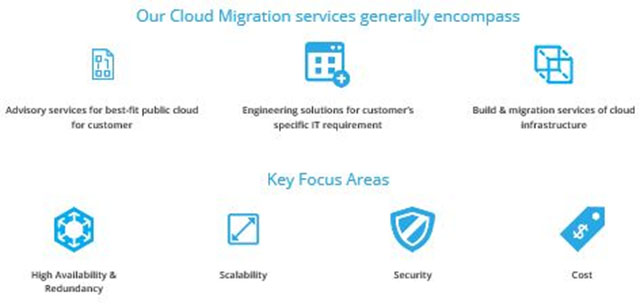 Our Cloud Migration services generally encompass
Advisory services for best-fit public cloud
for customer
Engineering solutions for customer's
specific IT requirement
Build & migration services of cloud
infrastructure
Key Focus Areas
High Availability &
Redundancy
Scalability
Security
Cost